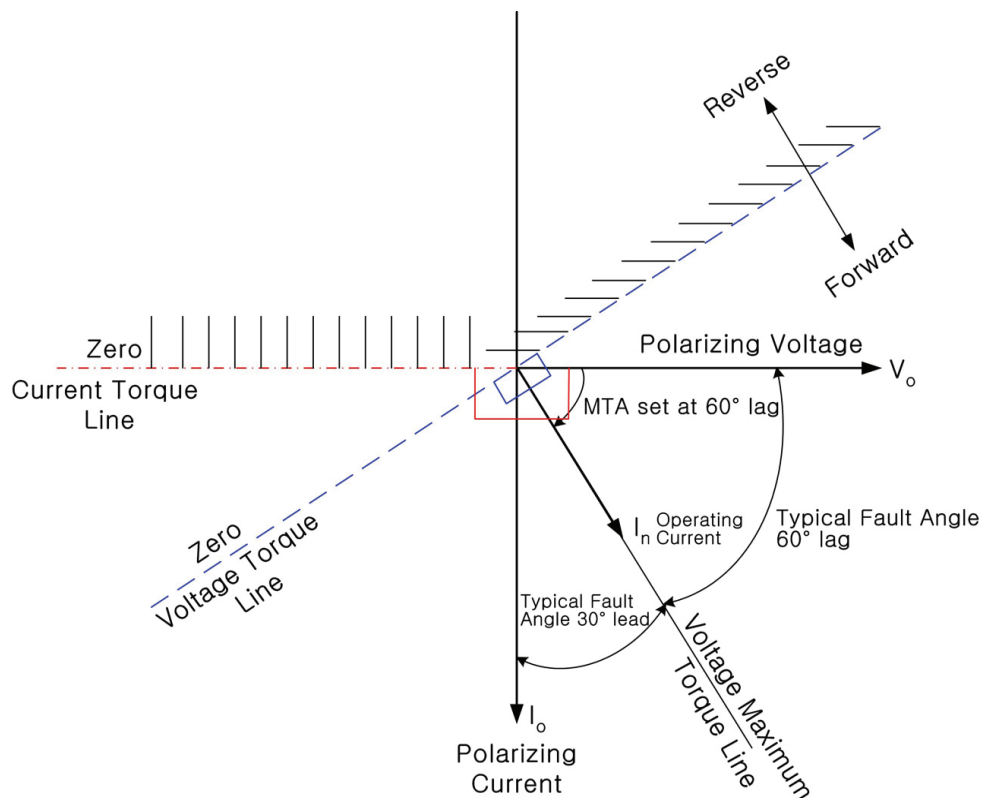 Reverse
Forward
Zero
Current Torque
Line
Polarizing Voltage
Vo
MTA set at 60° lag
Zero
Voltage Torque
Line
In Operating
Current
Typical Fault Angle
60° lag
Typical Fault
Angle 30° lead
Voltage Maximum
Torque Line
Io
Polarizing
Current